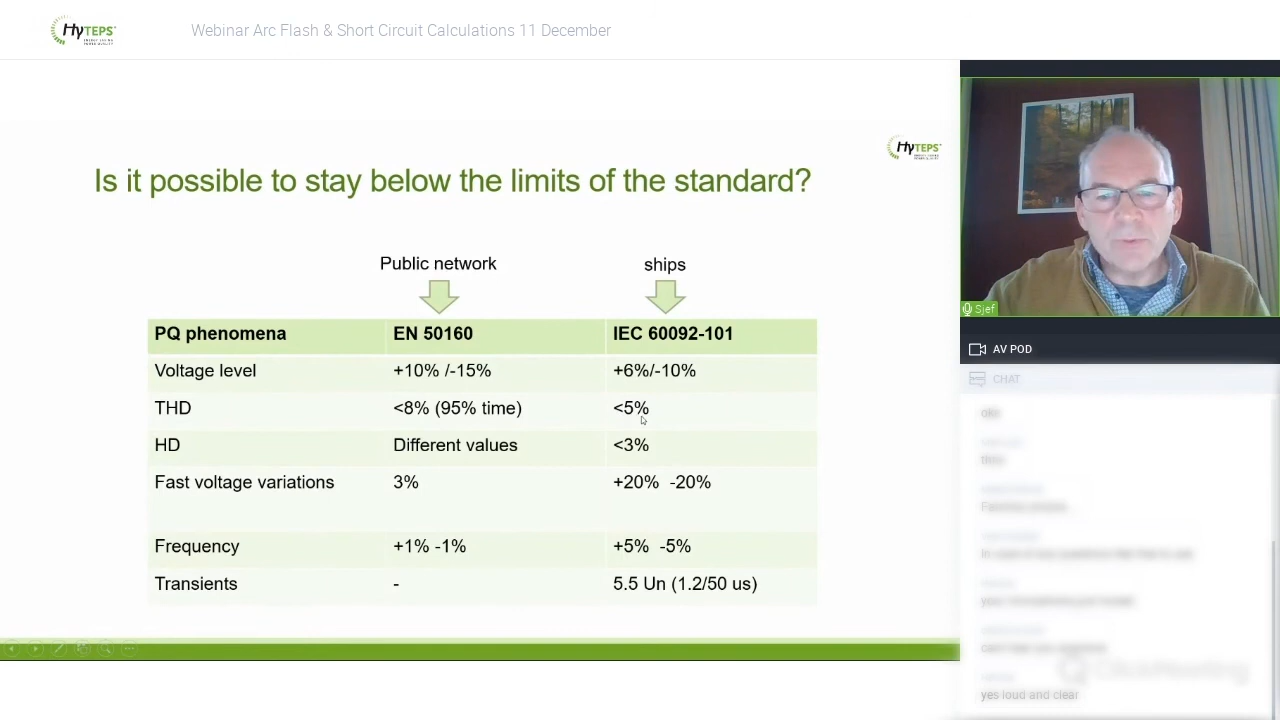 HyTEPS
Webinar Arc Flash & Short Circuit Calculations 11 December
HyTEPS
Is it possible to stay below the limits of the standard?
Public network
ships
PQ phenomena EN 50160 IEC 60092-101
Voltage level +10% /-15% +6%/-10%
THD <8% (95% time) <5%
HD Different values <3%
Fast voltage variations 3% +20% -20%
Frequency +1% -1% +5% -5%
Transients - 5.5 Un (1.2/50 us)
Sjef
AV POD
CHAT
yes loud and clear
ClickMeeting